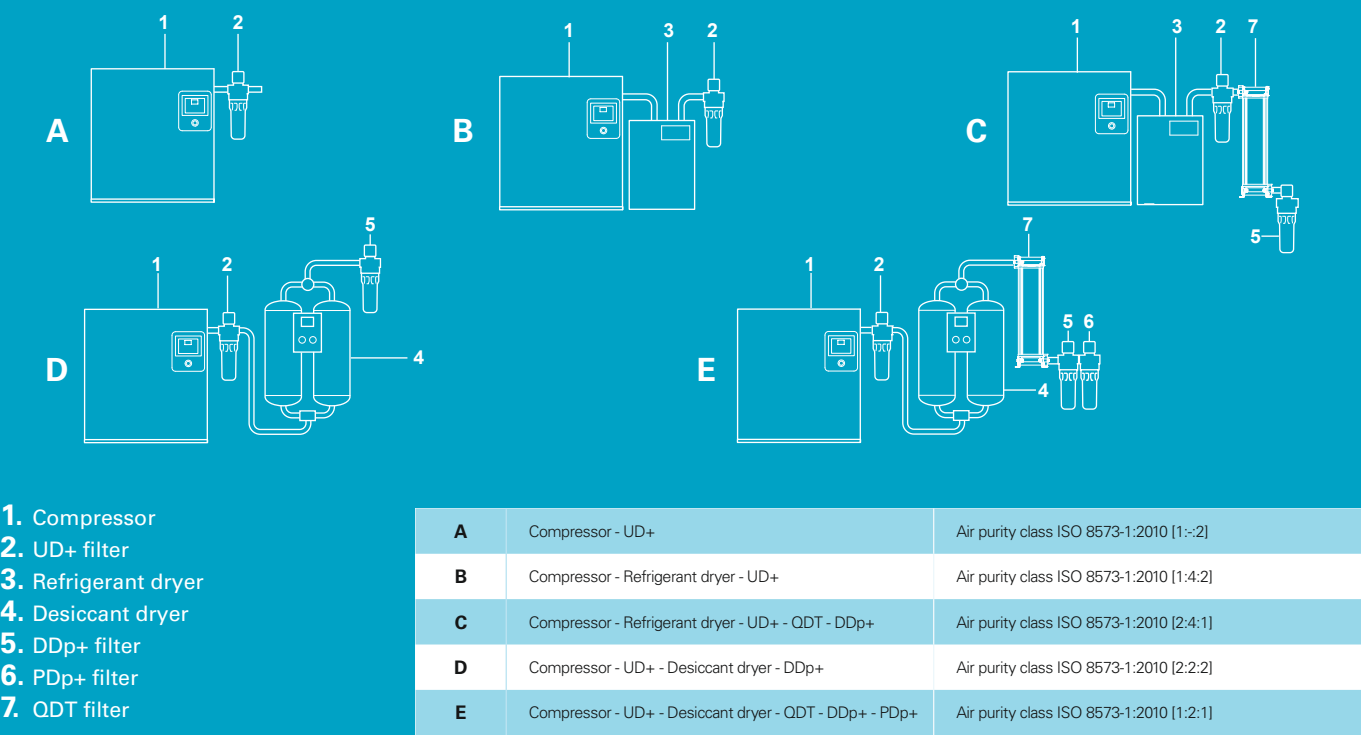 1 2
1 3 2
1 3 2 7
A
B
C
5
5
7
1 2
1 2
5 6
4
4
D
E
1. Compressor
2. UD+ filter
3. Refrigerant dryer
4. Desiccant dryer
5. DDp+ filter
6. PDp+ filter
7. QDT filter
A Compressor - UD+ Air purity class ISO 8573-1:2010 [1:-:2]
B Compressor - Refrigerant dryer - UD+ Air purity class ISO 8573-1:2010 [1:4:2]
C Compressor - Refrigerant dryer - UD+ - QDT - DDp+ Air purity class ISO 8573-1:2010 [2:4:1]
D Compressor - UD+ - Desiccant dryer - DDp+ Air purity class ISO 8573-1:2010 [2:2:2]
E Compressor - UD+ - Desiccant dryer - QDT - DDp+ - PDp+ Air purity class ISO 8573-1:2010 [1:2:1]